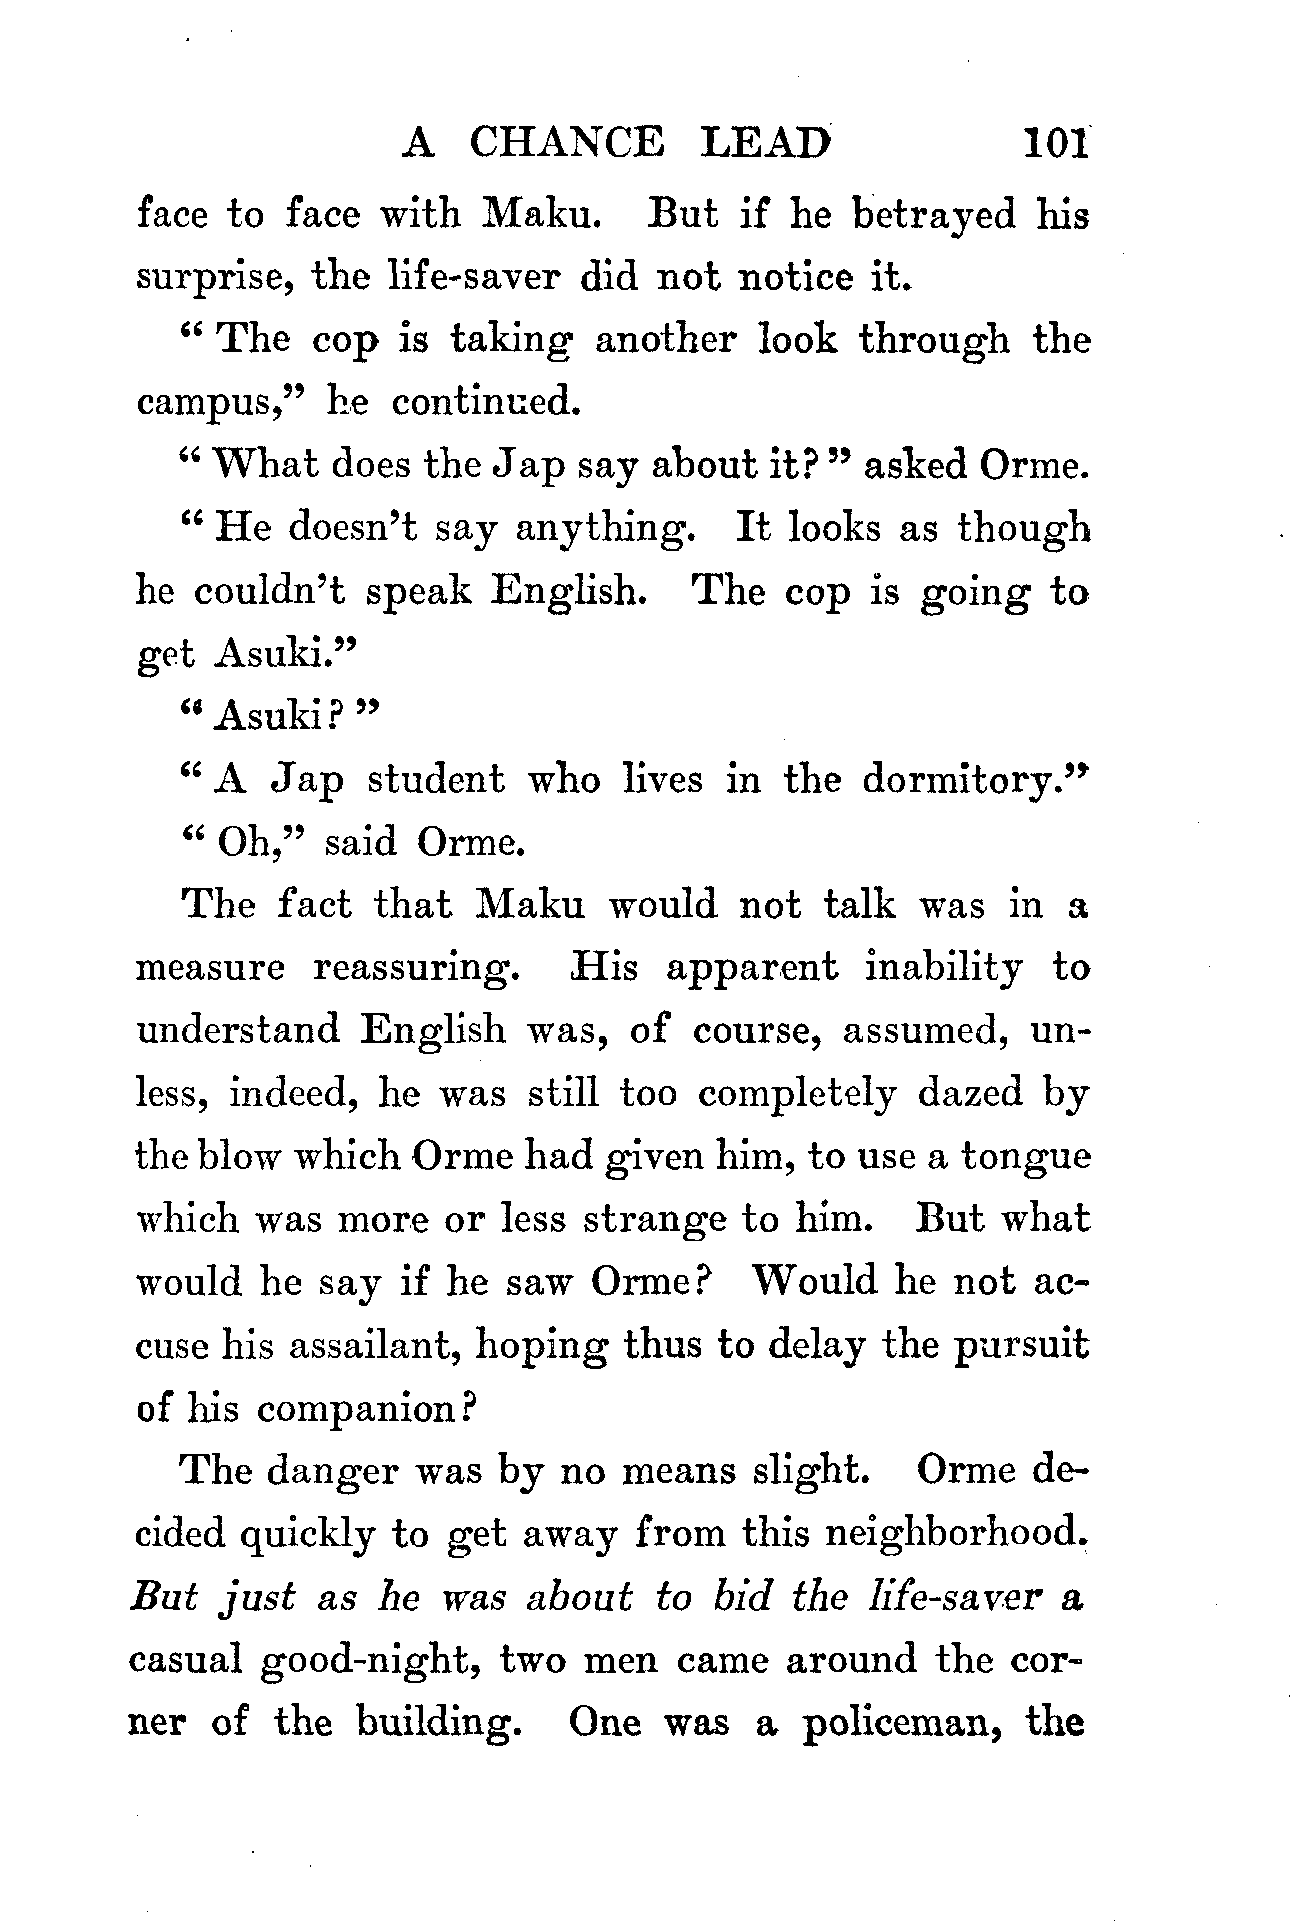 A CHANCE LEAD 101
face to face with Maku. But if he betrayed his
surprise, the life-saver did not notice it.
“ The cop is taking another look through the
campus,” he continued.
“ What does the Jap say about it? ” asked Orme.
“ He doesn’t say anything. It looks as though
he couldn’t speak English. The cop is going to
get Asuki.”
“ Asuki? ”
“ A Jap student who lives in the dormitory.”
“ Oh,” said Orme.
The fact that Maku would not talk was in a
measure reassuring. His apparent inability to
understand English was, of course, assumed, un-
less, indeed, he was still too completely dazed by
the blow which Orme had given him, to use a tongue
which was more or less strange to him. But what
would he say if he saw Orme? Would he not ac-
cuse his assailant, hoping thus to delay the pursuit
of his companion?
The danger was by no means slight. Orme de-
cided quickly to get away from this neighborhood.
But just as he was about to bid the life-saver a
casual good-night, two men came around the cor-
ner of the building. One was a policeman, the